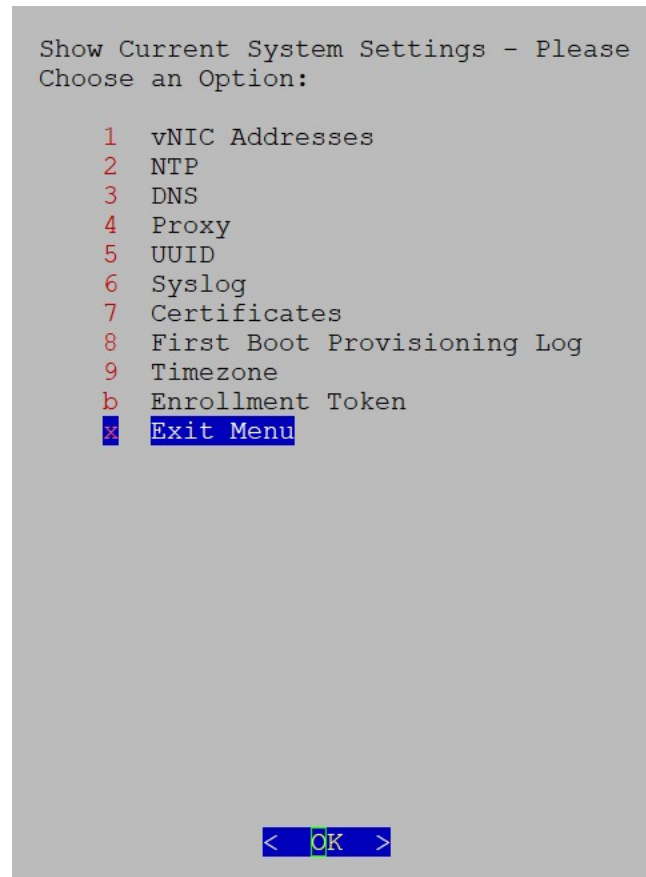 Show Current System Settings - Please
Choose an Option:
1 vNIC Addresses
2 NTP
3 DNS
4 Proxy
5 UUID
6 Syslog
7 Certificates
8 First Boot Provisioning Log
9 Timezone
b Enrollment Token
x Exit Menu
< OK >